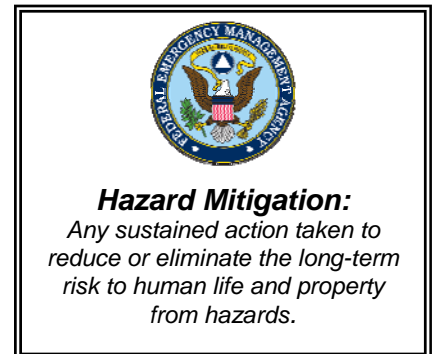 FEDERAL EMERGENCY MANAGEMENT AGENCY
Hazard Mitigation:
Any sustained action taken to
reduce or eliminate the long-term
risk to human life and property
from hazards.